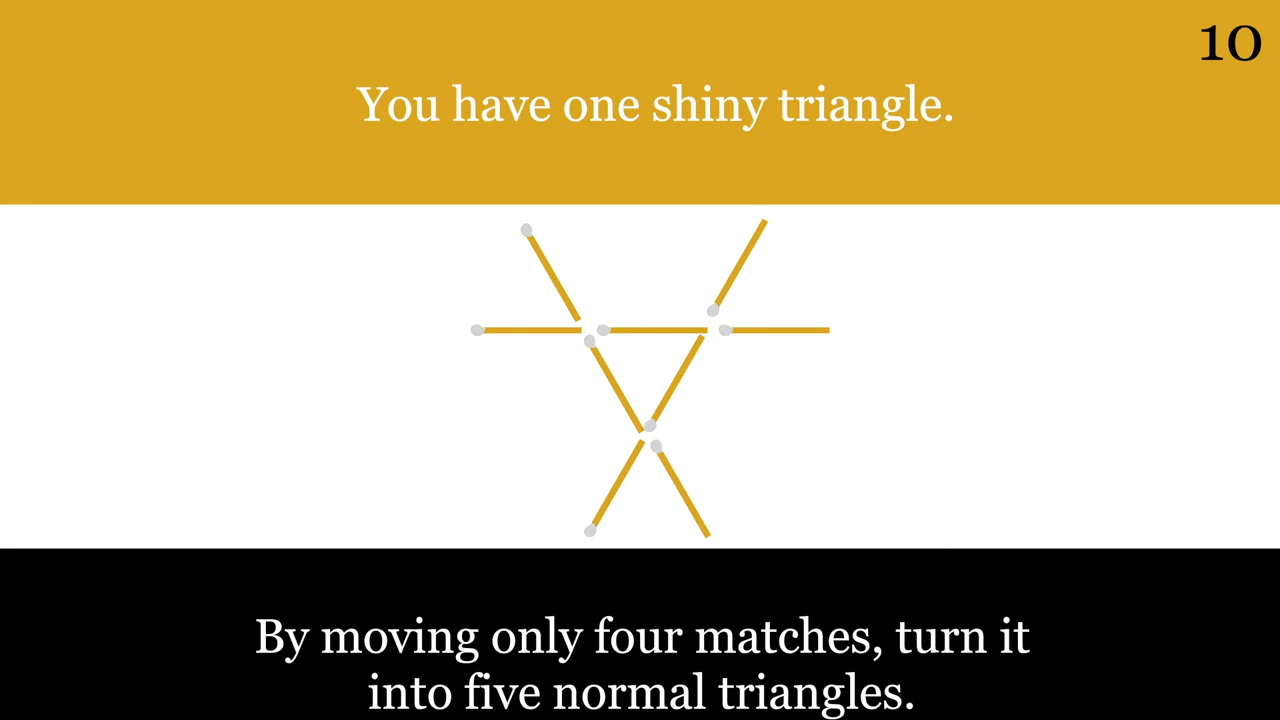 10
You have one shiny triangle.
By moving only four matches, turn it
into five normal triangles.